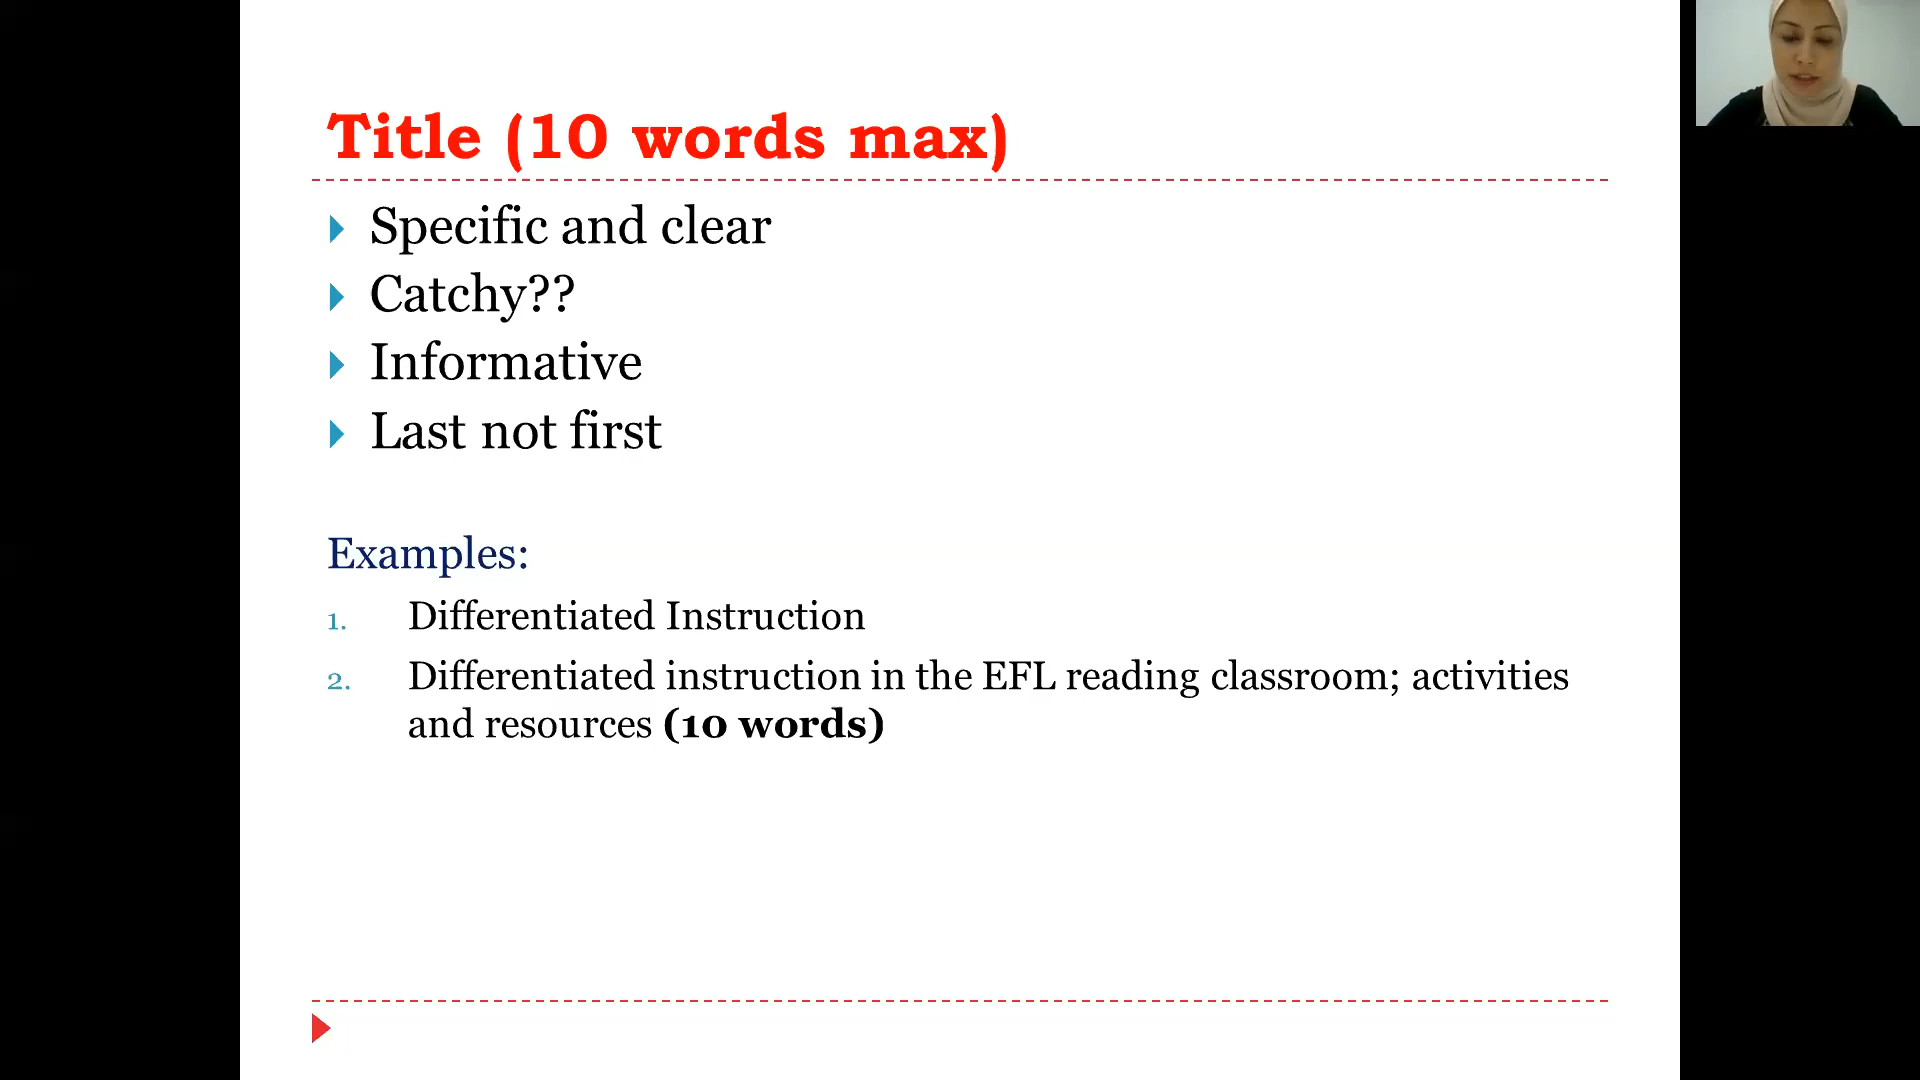 Title (10 words max)
Specific and clear
Catchy??
Informative
Last not first
Examples:
1. Differentiated Instruction
2. Differentiated instruction in the EFL reading classroom; activities
and resources (10 words)